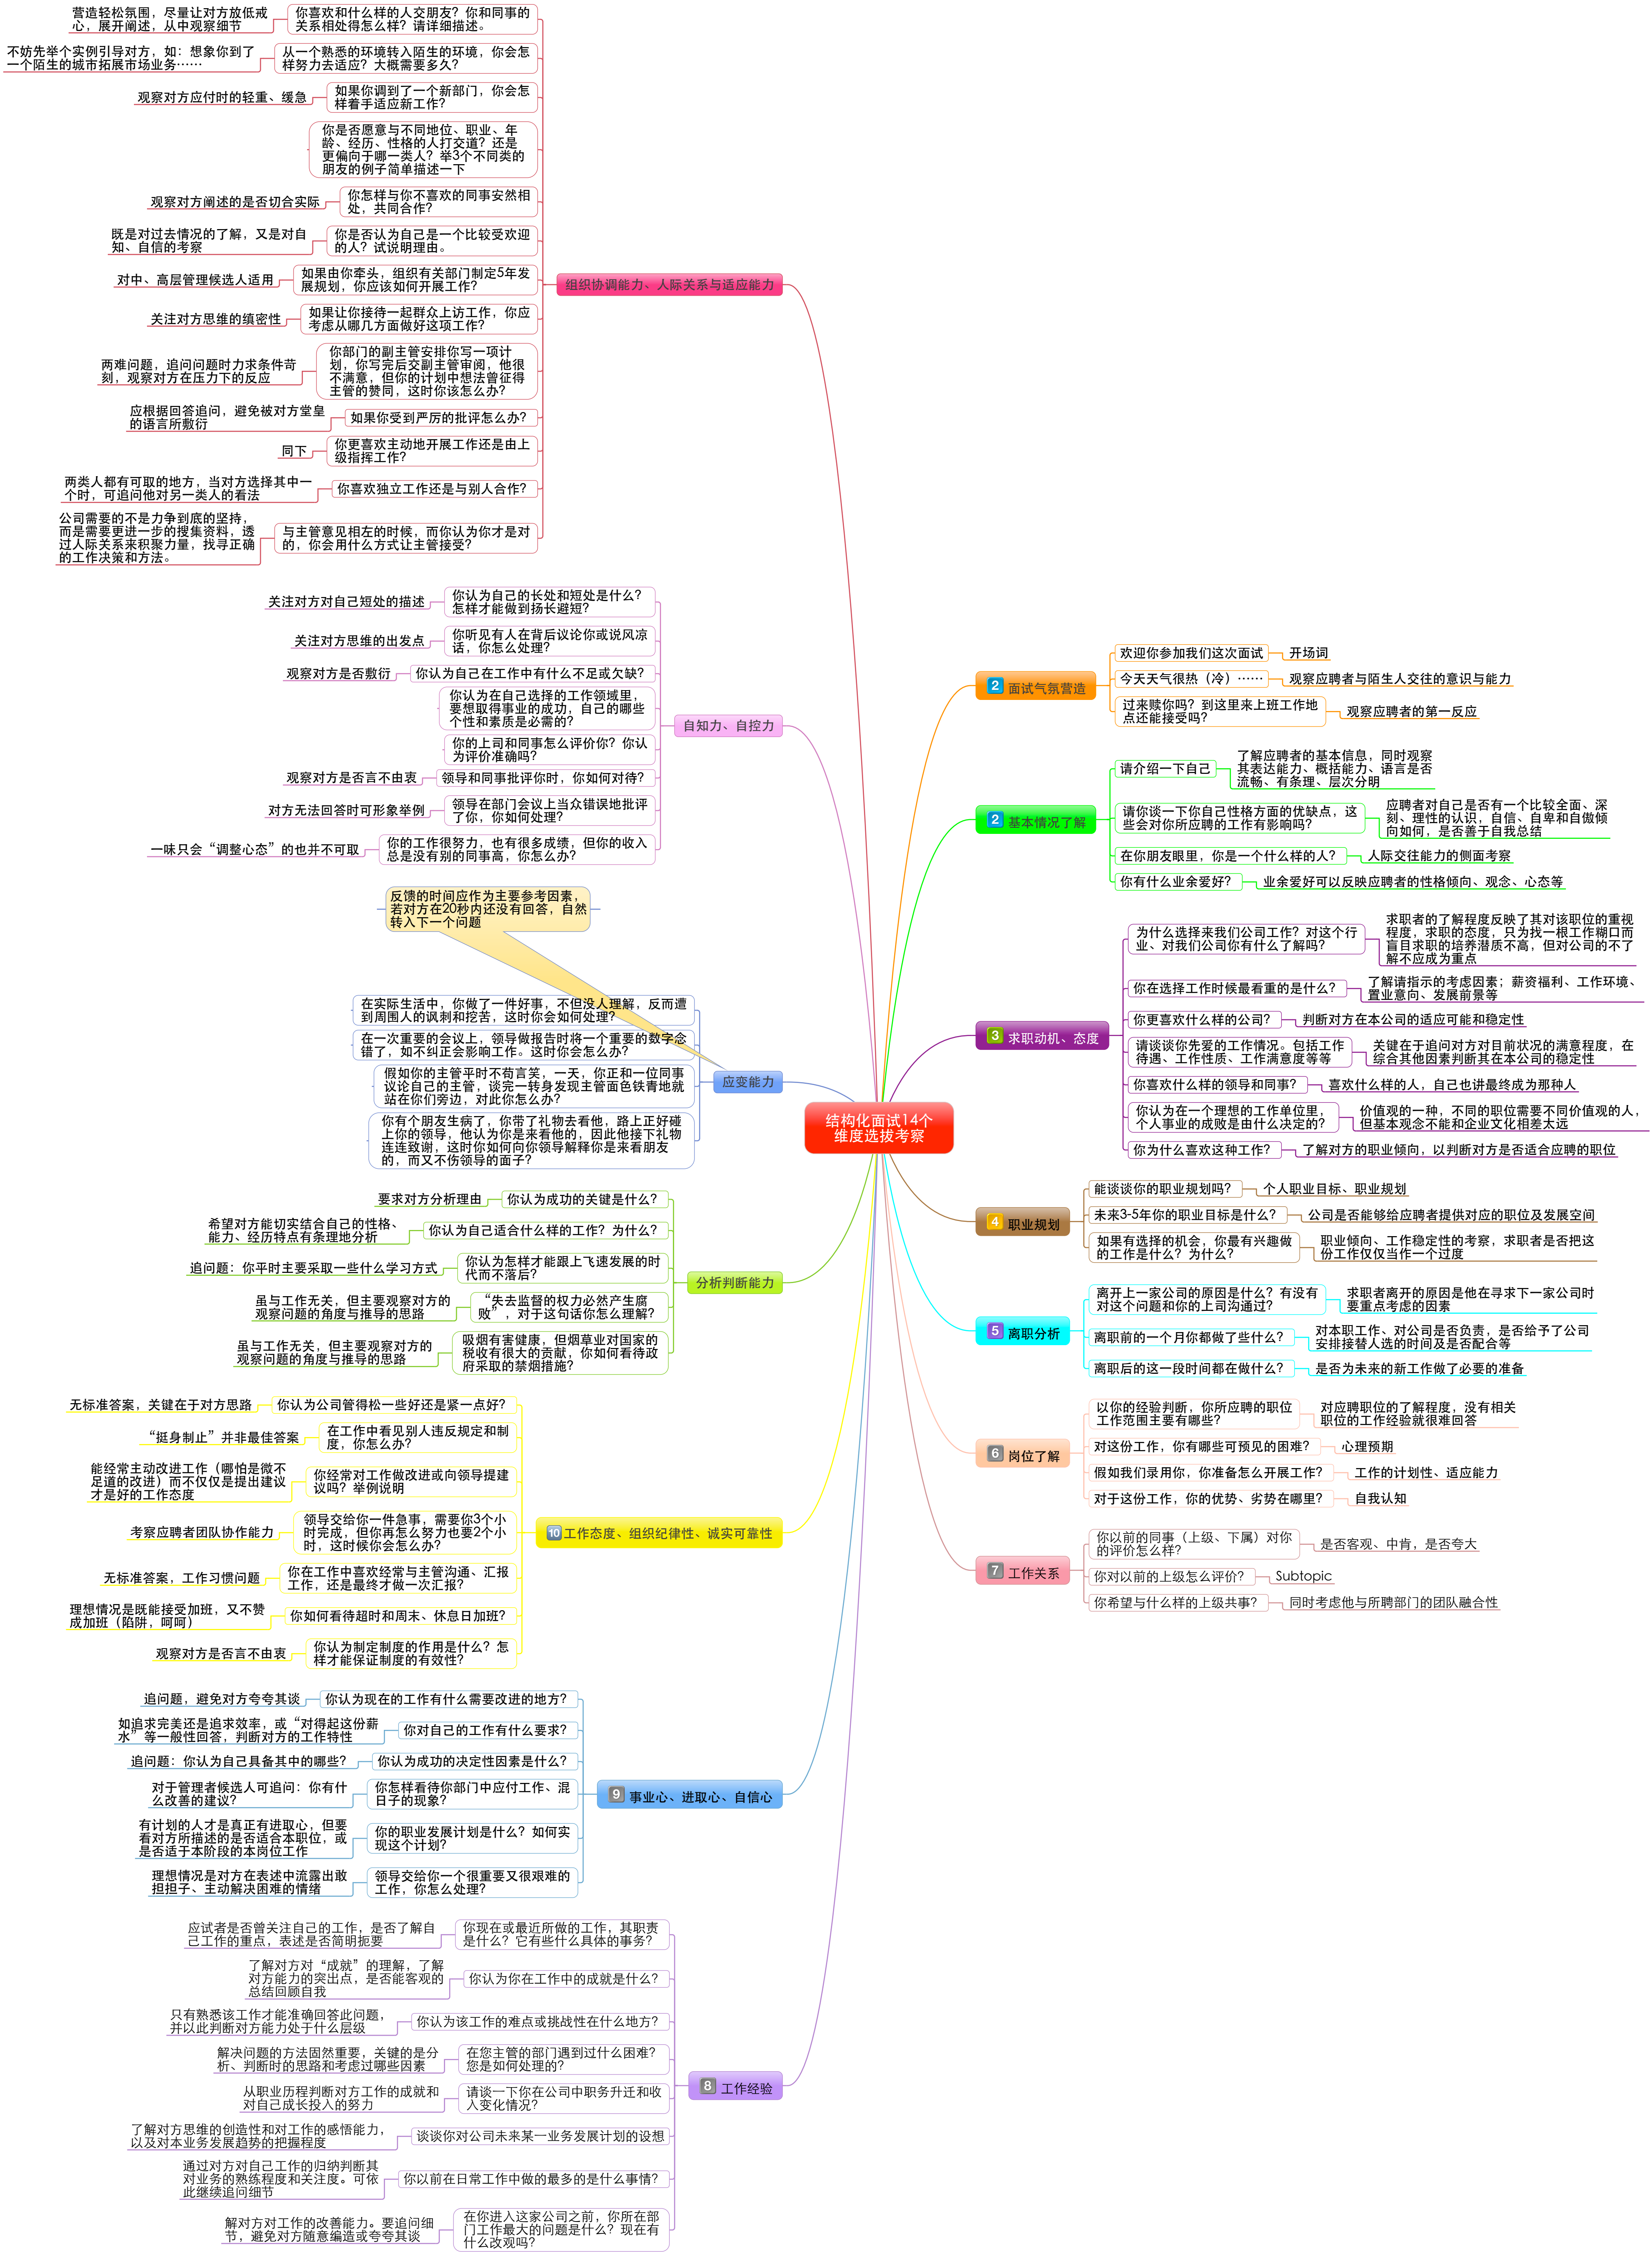 结构化面试14个
维度选拔考察
2 面试气氛营造
欢迎你参加我们这次面试
开场词
今天天气很热（冷）……
观察应聘者与陌生人交往的意识与能力
过来赎你吗？到这里来上班工作地
点还能接受吗？
观察应聘者的第一反应
2 基本情况了解
请介绍一下自己
了解应聘者的基本信息，同时观察
其表达能力、概括能力、语言是否
流畅、有条理、层次分明
请你谈一下你自己性格方面的优缺点，这
些会对你所应聘的工作有影响吗？
应聘者对自己是否有一个比较全面、深
刻、理性的认识，自信、自卑和自傲倾
向如何，是否善于自我总结
在你朋友眼里，你是一个什么样的人？
人际交往能力的侧面考察
你有什么业余爱好？
业余爱好可以反映应聘者的性格倾向、观念、心态等
3 求职动机、态度
为什么选择来我们公司工作？对这个行
业、对我们公司你有什么了解吗？
求职者的了解程度反映了其对该职位的重视
程度，求职的态度，只为找一根工作糊口而
盲目求职的培养潜质不高，但对公司的不了
解不应成为重点
你在选择工作时候最看重的是什么？
了解请指示的考虑因素；薪资福利、工作环境、
置业意向、发展前景等
你更喜欢什么样的公司？
判断对方在本公司的适应可能和稳定性
请谈谈你先爱的工作情况。包括工作
待遇、工作性质、工作满意度等等
关键在于追问对方对目前状况的满意程度，在
综合其他因素判断其在本公司的稳定性
你喜欢什么样的领导和同事？
喜欢什么样的人，自己也讲最终成为那种人
你认为在一个理想的工作单位里，
个人事业的成败是由什么决定的？
价值观的一种，不同的职位需要不同价值观的人，
但基本观念不能和企业文化相差太远
你为什么喜欢这种工作？
了解对方的职业倾向，以判断对方是否适合应聘的职位
4 职业规划
能谈谈你的职业规划吗？
个人职业目标、职业规划
未来3-5年你的职业目标是什么？
公司是否能够给应聘者提供对应的职位及发展空间
如果有选择的机会，你最有兴趣做
的工作是什么？为什么？
职业倾向、工作稳定性的考察，求职者是否把这
份工作仅仅当作一个过度
5 离职分析
离开上一家公司的原因是什么？有没有
对这个问题和你的上司沟通过？
求职者离开的原因是他在寻求下一家公司时
要重点考虑的因素
离职前的一个月你都做了些什么？
对本职工作、对公司是否负责，是否给予了公司
安排接替人选的时间及是否配合等
离职后的这一段时间都在做什么？
是否为未来的新工作做了必要的准备
6 岗位了解
以你的经验判断，你所应聘的职位
工作范围主要有哪些？
对应聘职位的了解程度，没有相关
职位的工作经验就很难回答
对这份工作，你有哪些可预见的困难？
心理预期
假如我们录用你，你准备怎么开展工作？
工作的计划性、适应能力
对于这份工作，你的优势、劣势在哪里？
自我认知
7 工作关系
你以前的同事（上级、下属）对你
的评价怎么样？
是否客观、中肯，是否夸大
你对以前的上级怎么评价？
Subtopic
你希望与什么样的上级共事？
同时考虑他与所聘部门的团队融合性
组织协调能力、人际关系与适应能力
你喜欢和什么样的人交朋友？你和同事的
关系相处得怎么样？请详细描述。
营造轻松氛围，尽量让对方放低戒
心，展开阐述，从中观察细节
从一个熟悉的环境转入陌生的环境，你会怎
样努力去适应？大概需要多久？
不妨先举个实例引导对方，如：想象你到了
一个陌生的城市拓展市场业务……
如果你调到了一个新部门，你会怎
样着手适应新工作？
观察对方应付时的轻重、缓急
你是否愿意与不同地位、职业、年
龄、经历、性格的人打交道？还是
更偏向于哪一类人？举3个不同类的
朋友的例子简单描述一下
你怎样与你不喜欢的同事安然相
处，共同合作？
观察对方阐述的是否切合实际
你是否认为自己是一个比较受欢迎
的人？试说明理由。
既是对过去情况的了解，又是对自
知、自信的考察
如果由你牵头，组织有关部门制定5年发
展规划，你应该如何开展工作？
对中、高层管理候选人适用
如果让你接待一起群众上访工作，你应
考虑从哪几方面做好这项工作？
关注对方思维的缜密性
你部门的副主管安排你写一项计
划，你写完后交副主管审阅，他很
不满意，但你的计划中想法曾征得
主管的赞同，这时你该怎么办？
两难问题，追问问题时力求条件苛
刻，观察对方在压力下的反应
如果你受到严厉的批评怎么办？
应根据回答追问，避免被对方堂皇
的语言所敷衍
你更喜欢主动地开展工作还是由上
级指挥工作？
同下
你喜欢独立工作还是与别人合作？
两类人都有可取的地方，当对方选择其中一
个时，可追问他对另一类人的看法
与主管意见相左的时候，而你认为你才是对
的，你会用什么方式让主管接受？
公司需要的不是力争到底的坚持，
而是需要更进一步的搜集资料，透
过人际关系来积聚力量，找寻正确
的工作决策和方法。
自知力、自控力
你认为自己的长处和短处是什么？
怎样才能做到扬长避短？
关注对方对自己短处的描述
你听见有人在背后议论你或说风凉
话，你怎么处理？
关注对方思维的出发点
你认为自己在工作中有什么不足或欠缺？
观察对方是否敷衍
你认为在自己选择的工作领域里，
要想取得事业的成功，自己的哪些
个性和素质是必需的？
你的上司和同事怎么评价你？你认
为评价准确吗？
领导和同事批评你时，你如何对待？
观察对方是否言不由衷
领导在部门会议上当众错误地批评
了你，你如何处理？
对方无法回答时可形象举例
你的工作很努力，也有很多成绩，但你的收入
总是没有别的同事高，你怎么办？
一味只会“调整心态”的也并不可取
反馈的时间应作为主要参考因素，
若对方在20秒内还没有回答，自然
转入下一个问题
应变能力
在实际生活中，你做了一件好事，不但没人理解，反而遭
到周围人的讽刺和挖苦，这时你会如何处理？
在一次重要的会议上，领导做报告时将一个重要的数字念
错了，如不纠正会影响工作。这时你会怎么办？
假如你的主管平时不苟言笑，一天，你正和一位同事
议论自己的主管，谈完一转身发现主管面色铁青地就
站在你们旁边，对此你怎么办？
你有个朋友生病了，你带了礼物去看他，路上正好碰
上你的领导，他认为你是来看他的，因此他接下礼物
连连致谢，这时你如何向你领导解释你是来看朋友
的，而又不伤领导的面子？
分析判断能力
你认为成功的关键是什么？
要求对方分析理由
你认为自己适合什么样的工作？为什么？
希望对方能切实结合自己的性格、
能力、经历特点有条理地分析
你认为怎样才能跟上飞速发展的时
代而不落后？
追问题：你平时主要采取一些什么学习方式
“失去监督的权力必然产生腐
败”，对于这句话你怎么理解？
虽与工作无关，但主要观察对方的
观察问题的角度与推导的思路
吸烟有害健康，但烟草业对国家的
税收有很大的贡献，你如何看待政
府采取的禁烟措施？
虽与工作无关，但主要观察对方的
观察问题的角度与推导的思路
10 工作态度、组织纪律性、诚实可靠性
你认为公司管得松一些好还是紧一点好？
无标准答案，关键在于对方思路
在工作中看见别人违反规定和制
度，你怎么办？
“挺身制止”并非最佳答案
你经常对工作做改进或向领导提建
议吗？举例说明
能经常主动改进工作（哪怕是微不
足道的改进）而不仅仅是提出建议
才是好的工作态度
领导交给你一件急事，需要你3个小
时完成，但你再怎么努力也要2个小
时，这时候你会怎么办？
考察应聘者团队协作能力
你在工作中喜欢经常与主管沟通、汇报
工作，还是最终才做一次汇报？
无标准答案，工作习惯问题
你如何看待超时和周末、休息日加班？
理想情况是既能接受加班，又不赞
成加班（陷阱，呵呵）
你认为制定制度的作用是什么？怎
样才能保证制度的有效性？
观察对方是否言不由衷
9 事业心、进取心、自信心
你认为现在的工作有什么需要改进的地方？
追问题，避免对方夸夸其谈
你对自己的工作有什么要求？
如追求完美还是追求效率，或“对得起这份薪
水”等一般性回答，判断对方的工作特性
你认为成功的决定性因素是什么？
追问题：你认为自己具备其中的哪些？
你怎样看待你部门中应付工作、混
日子的现象？
对于管理者候选人可追问：你有什
么改善的建议？
你的职业发展计划是什么？如何实
现这个计划？
有计划的人才是真正有进取心，但要
看对方所描述的是否适合本职位，或
是否适于本阶段的本岗位工作
领导交给你一个很重要又很艰难的
工作，你怎么处理？
理想情况是对方在表述中流露出敢
担担子、主动解决困难的情绪
8 工作经验
你现在或最近所做的工作，其职责
是什么？它有些什么具体的事务？
应试者是否曾关注自己的工作，是否了解自
己工作的重点，表述是否简明扼要
你认为你在工作中的成就是什么？
了解对方对“成就”的理解，了解
对方能力的突出点，是否能客观的
总结回顾自我
你认为该工作的难点或挑战性在什么地方？
只有熟悉该工作才能准确回答此问题，
并以此判断对方能力处于什么层级
在您主管的部门遇到过什么困难？
您是如何处理的？
解决问题的方法固然重要，关键的是分
析、判断时的思路和考虑过哪些因素
请谈一下你在公司中职务升迁和收
入变化情况？
从职业历程判断对方工作的成就和
对自己成长投入的努力
谈谈你对公司未来某一业务发展计划的设想
了解对方思维的创造性和对工作的感悟能力，
以及对本业务发展趋势的把握程度
你以前在日常工作中做的最多的是什么事情？
通过对方对自己工作的归纳判断其
对业务的熟练程度和关注度。可依
此继续追问细节
在你进入这家公司之前，你所在部
门工作最大的问题是什么？现在有
什么改观吗？
解对方对工作的改善能力。要追问细
节，避免对方随意编造或夸夸其谈